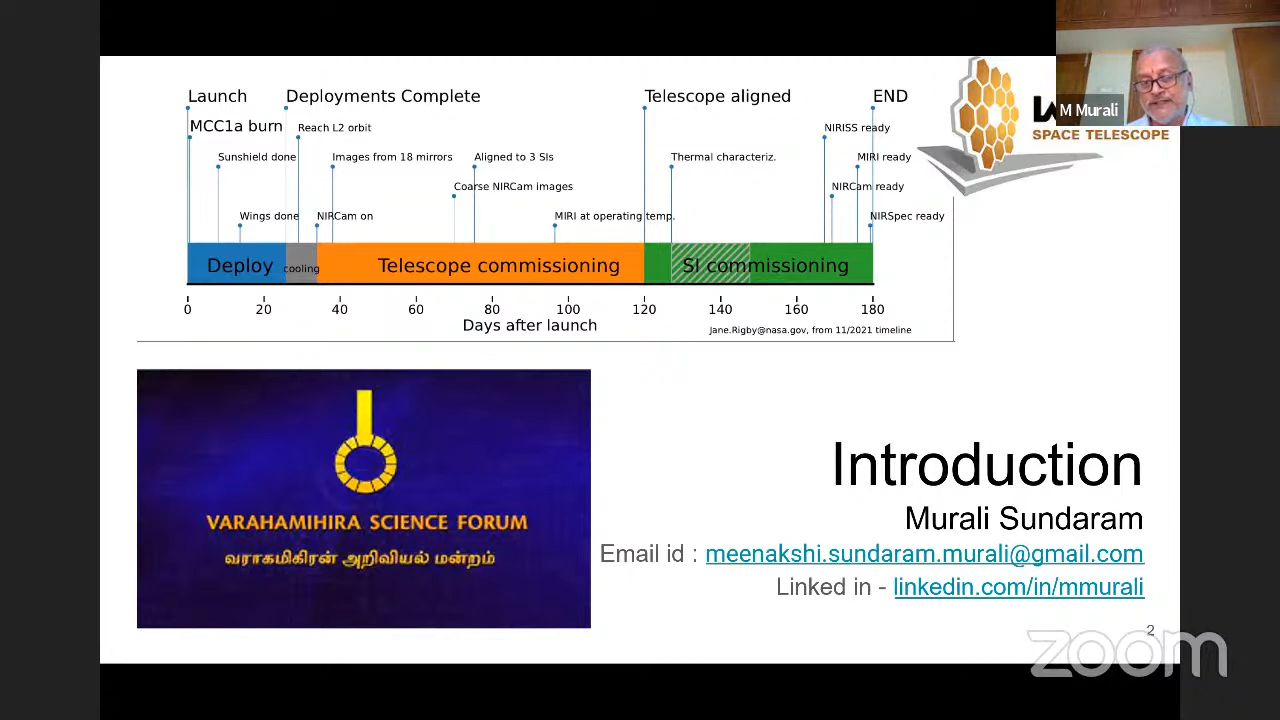 Launch
Deployments Complete
Telescope aligned
END
MCC1a burn
Reach L2 orbit
NIRISS ready
M Murali
SPACE TELESCOPE
Sunshield done
Images from 18 mirrors
Aligned to 3 SIs
Thermal characteriz.
MIRI ready
Coarse NIRCam images
NIRCam ready
Wings done
NIRCam on
MIRI at operating temp.
NIRSpec ready
Deploy
cooling
Telescope commissioning
SI commissioning
0 20 40 60 80 100 120 140 160 180
Days after launch
Jane.Rigby@nasa.gov, from 11/2021 timeline
VARAHAMIHIRA SCIENCE FORUM
வராகமிகிரன் அறிவியல் மன்றம்
Introduction
Murali Sundaram
Email id : meenakshi.sundaram.murali@gmail.com
Linked in - linkedin.com/in/mmurali
2
zoom